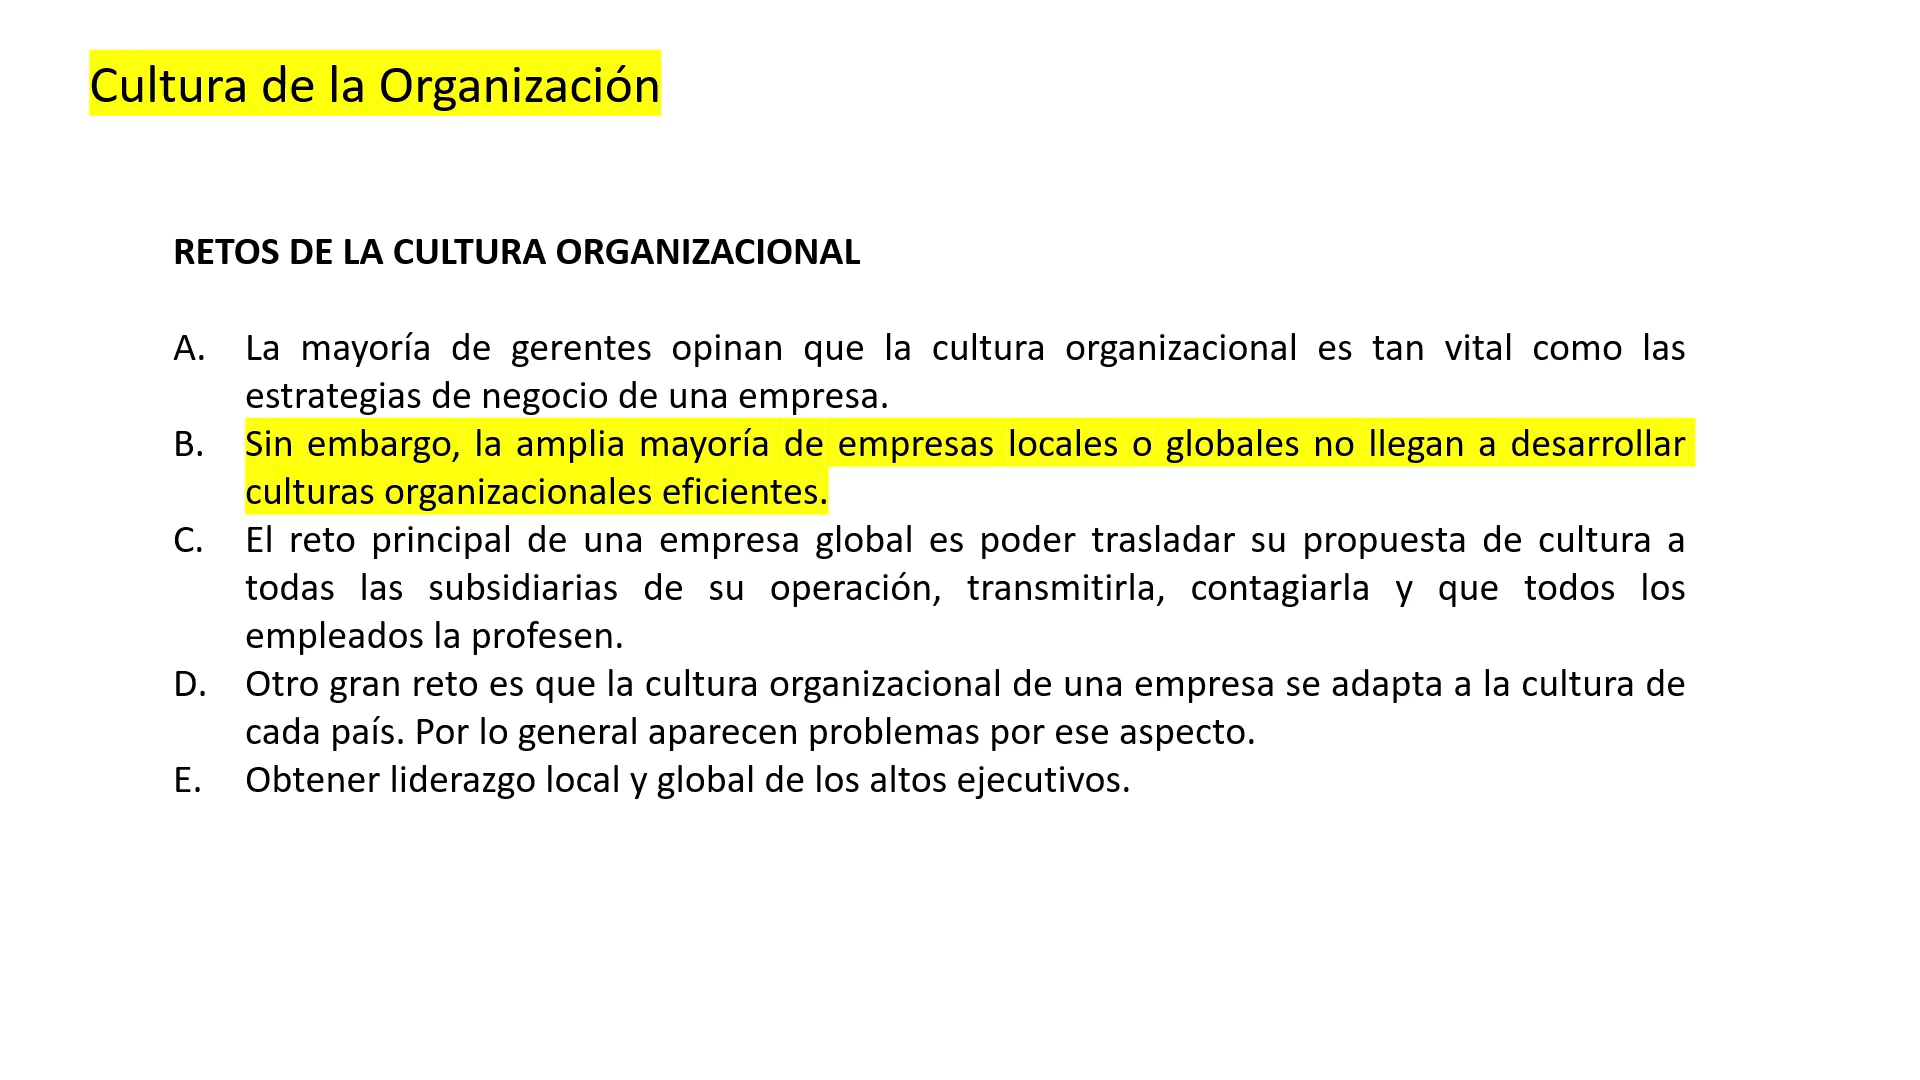 Cultura de la Organización
RETOS DE LA CULTURA ORGANIZACIONAL
A. La mayoría de gerentes opinan que la cultura organizacional es tan vital como las
estrategias de negocio de una empresa.
B. Sin embargo, la amplia mayoría de empresas locales o globales no llegan a desarrollar
culturas organizacionales eficientes.
C. El reto principal de una empresa global es poder trasladar su propuesta de cultura a
todas las subsidiarias de su operación, transmitirla, contagiarla y que todos los
empleados la profesen.
D. Otro gran reto es que la cultura organizacional de una empresa se adapta a la cultura de
cada país. Por lo general aparecen problemas por ese aspecto.
E. Obtener liderazgo local y global de los altos ejecutivos.